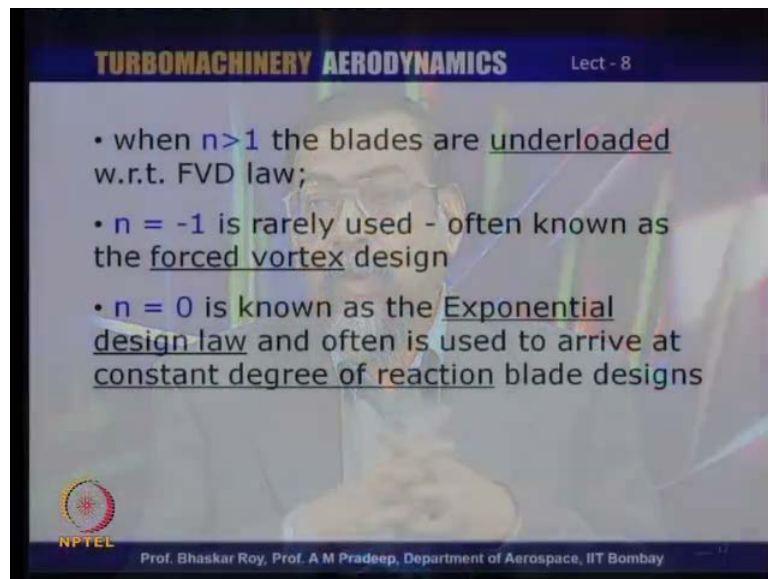 TURBOMACHINERY AERODYNAMICS Lect - 8
• when n>1 the blades are underloaded
w.r.t. FVD law;
• n = -1 is rarely used - often known as
the forced vortex design
• n = 0 is known as the Exponential
design law and often is used to arrive at
constant degree of reaction blade designs
NPTEL
Prof. Bhaskar Roy, Prof. A M Pradeep, Department of Aerospace, IIT Bombay